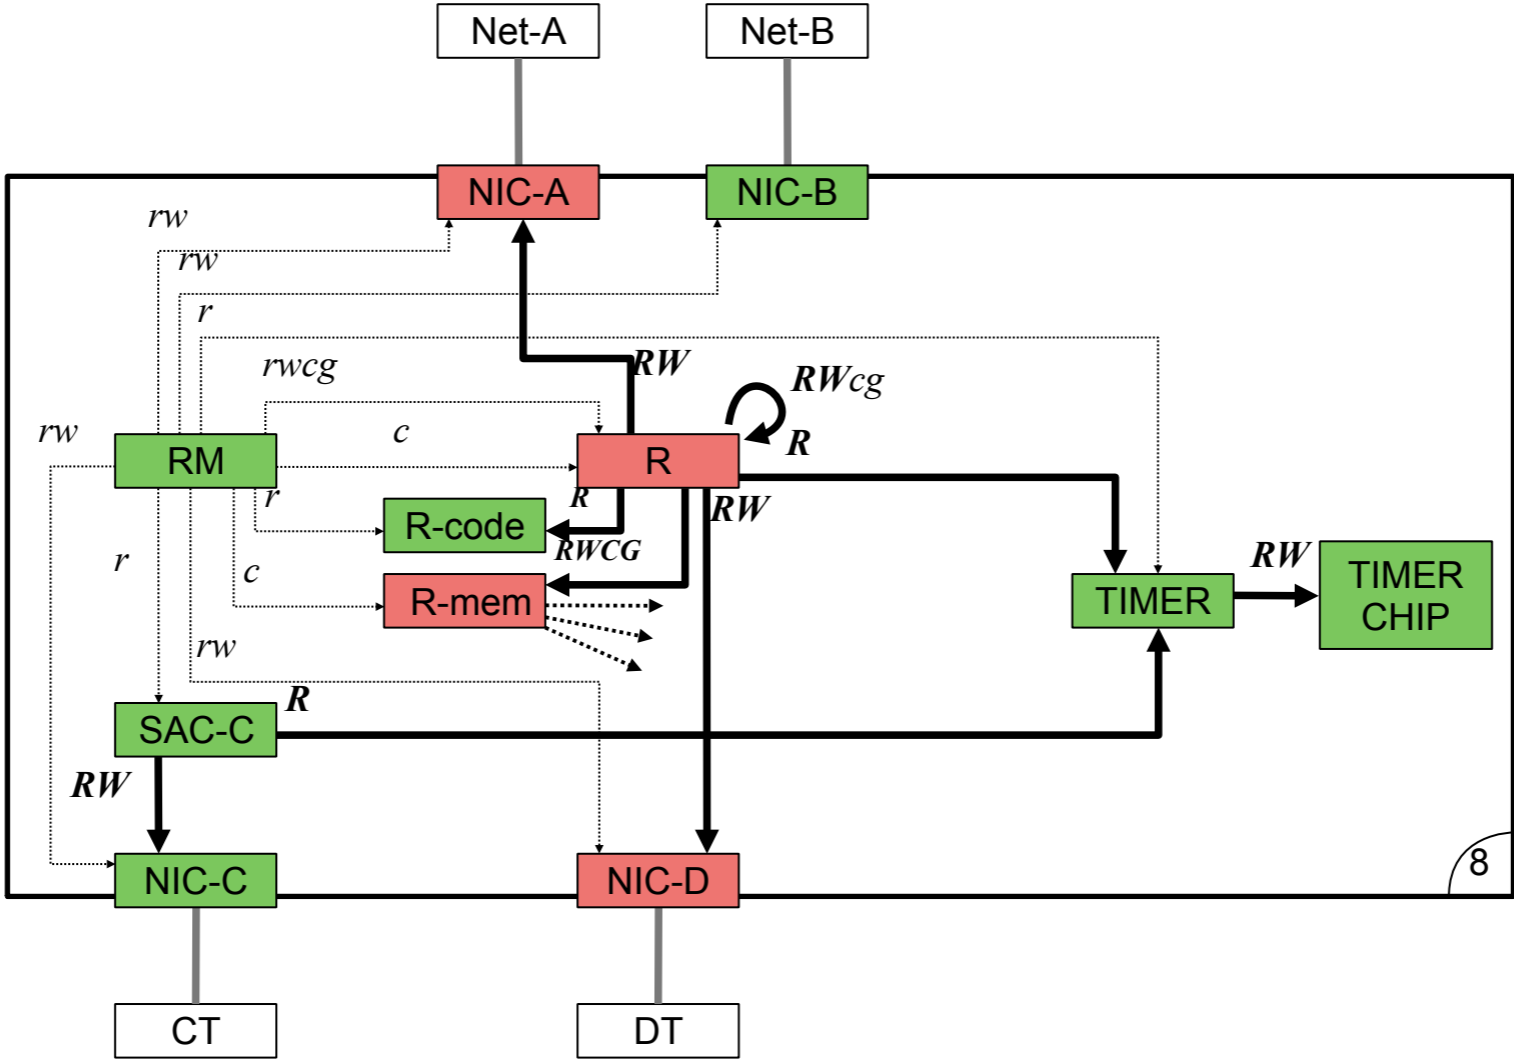 Net-A
Net-B
NIC-A
NIC-B
rw
rw
r
rwcg
RW
RWcg
rw
c
R
RM
R
r
R
RW
R-code
RWCG
r
c
R-mem
RW
TIMER
TIMER
CHIP
rw
R
SAC-C
RW
8
NIC-C
NIC-D
CT
DT